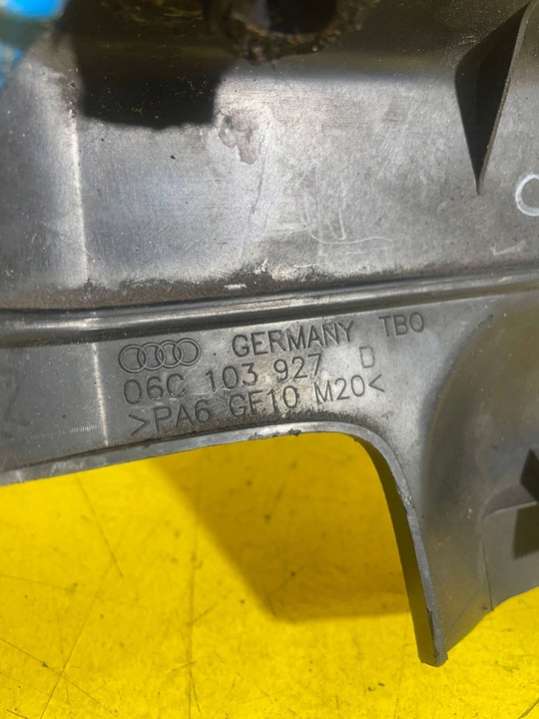 GERMANY TBO
06C 103 927 D
>PA6 GF10 M20<